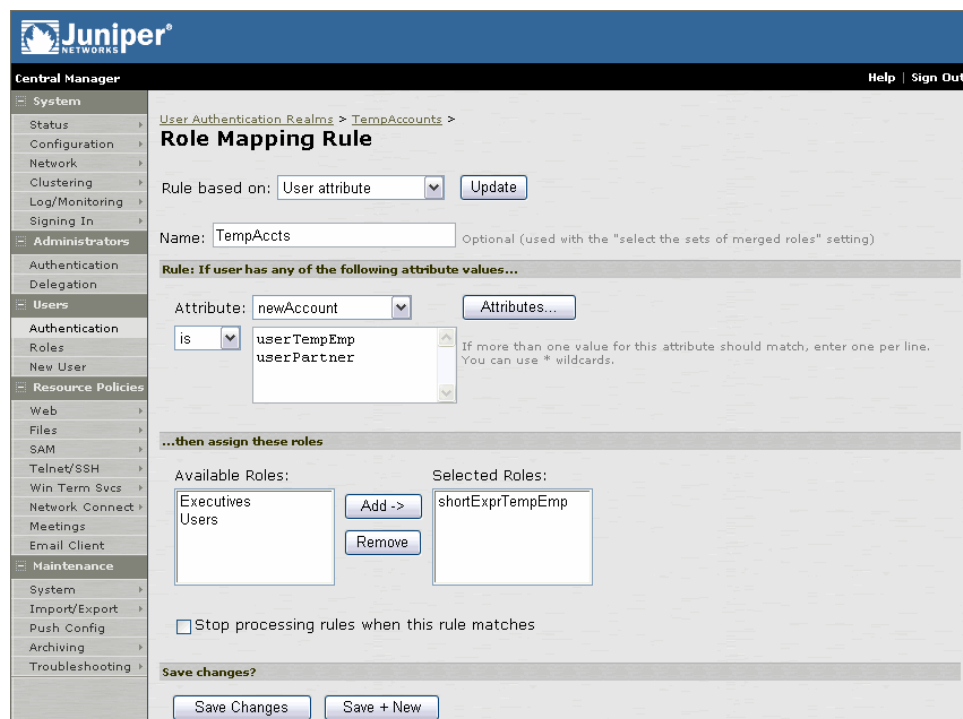 Juniper®
NETWORKS
Central Manager
Help | Sign Out
System
Status
Configuration
Network
Clustering
Log/Monitoring
Signing In
Administrators
Authentication
Delegation
Users
Authentication
Roles
New User
Resource Policies
Web
Files
SAM
Telnet/SSH
Win Term Svcs
Network Connect
Meetings
Email Client
Maintenance
System
Import/Export
Push Config
Archiving
Troubleshooting
User Authentication Realms > TempAccounts >
Role Mapping Rule
Rule based on: User attribute Update
Name: TempAccts Optional (used with the "select the sets of merged roles" setting)
Rule: If user has any of the following attribute values...
Attribute: newAccount Attributes...
is
userTempEmp
userPartner
If more than one value for this attribute should match, enter one per line.
You can use * wildcards.
...then assign these roles
Available Roles: Selected Roles:
Executives
Users
Add ->
Remove
shortExprTempEmp
Stop processing rules when this rule matches
Save changes?
Save Changes Save + New